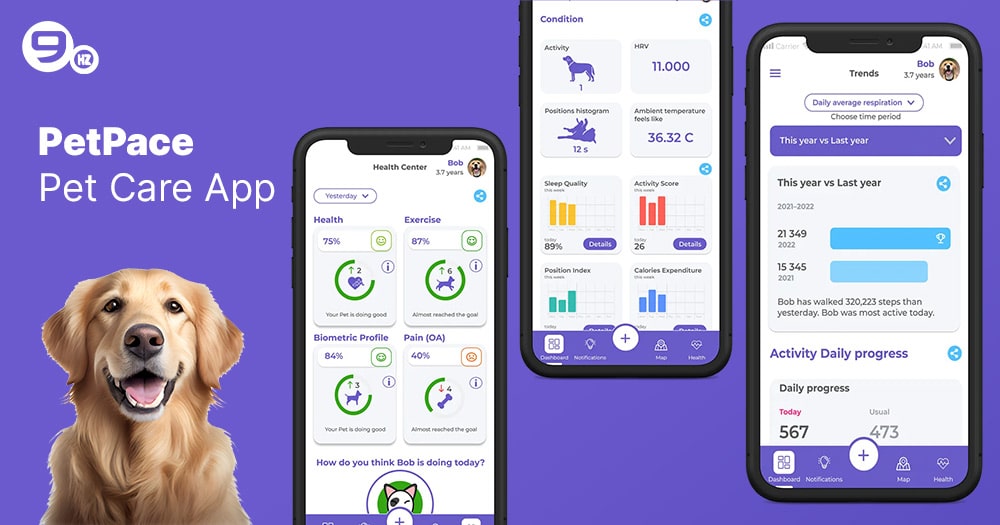 9
HZ
PetPace
Pet Care App
Health Center
Bob
3.7 years
Yesterday
Health
Exercise
75%
87%
↑ 2
↑ 6
Your Pet is doing good
Almost reached the goal
Biometric Profile
Pain (OA)
84%
40%
↑ 3
↓ 4
Your Pet is doing good
Almost reached the goal
How do you think Bob is doing today?
Condition
Activity
1
HRV
11.000
Positions histogram
12 s
Ambient temperature
feels like
36.32 C
Sleep Quality
this week
today
89%
Details
Activity Score
this week
today
26
Details
Position Index
this week
Calories Expenditure
this week
Dashboard
Notifications
Map
Health
Carrier
41 AM
Trends
Bob
3.7 years
Daily average respiration
Choose time period
This year vs Last year
This year vs Last year
2021-2022
21 349
2022
15 345
2021
Bob has walked 320,223 steps than
yesterday. Bob was most active today.
Activity Daily progress
Daily progress
Today
Usual
567
473
Dashboard
Notifications
Map
Health